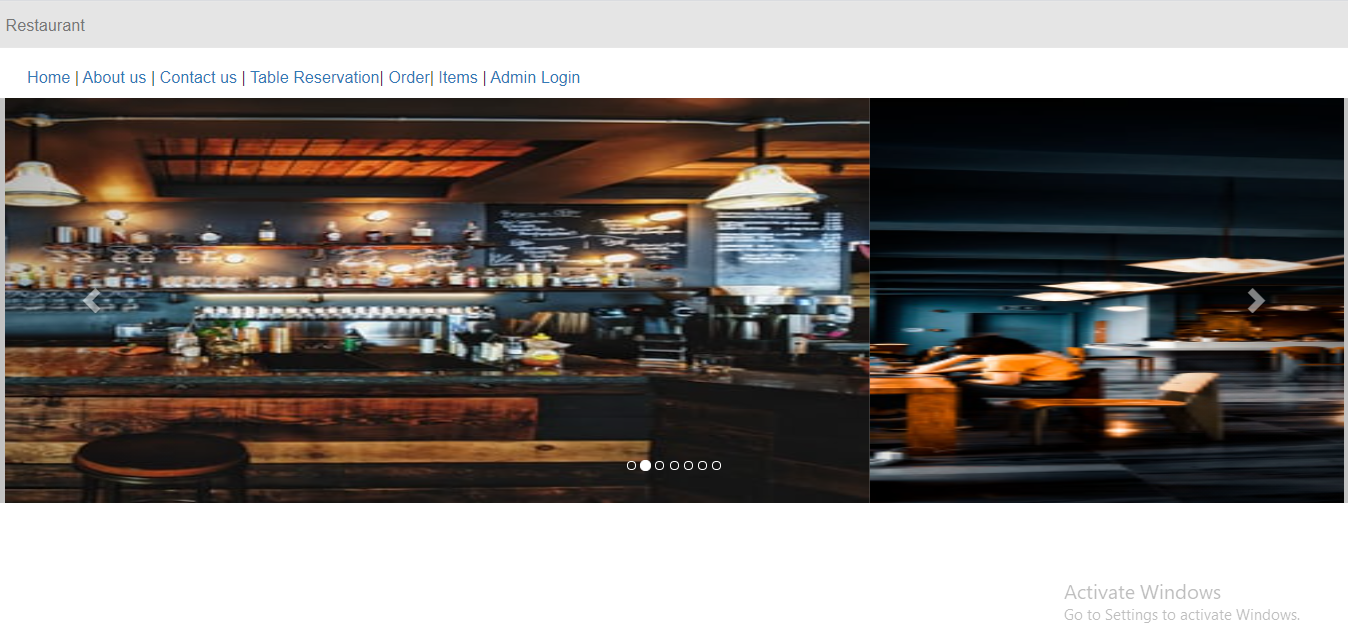 Restaurant
Home | About us | Contact us | Table Reservation| Order| Items | Admin Login
Activate Windows
Go to Settings to activate Windows.